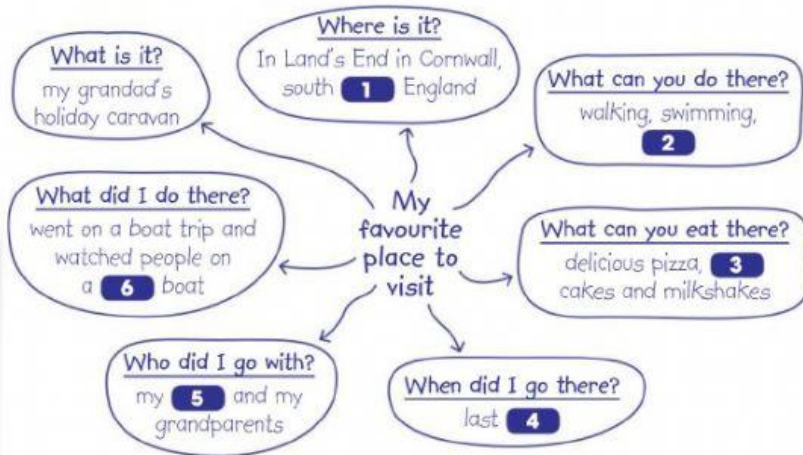 What is it?
my grandad's
holiday caravan
Where is it?
In Land's End in Cornwall,
south 1 England
What can you do there?
walking, swimming,
2
What did I do there?
went on a boat trip and
watched people on
a 6 boat
My
favourite
place to
visit
What can you eat there?
delicious pizza, 3
cakes and milkshakes
Who did I go with?
my 5 and my
grandparents
When did I go there?
last 4